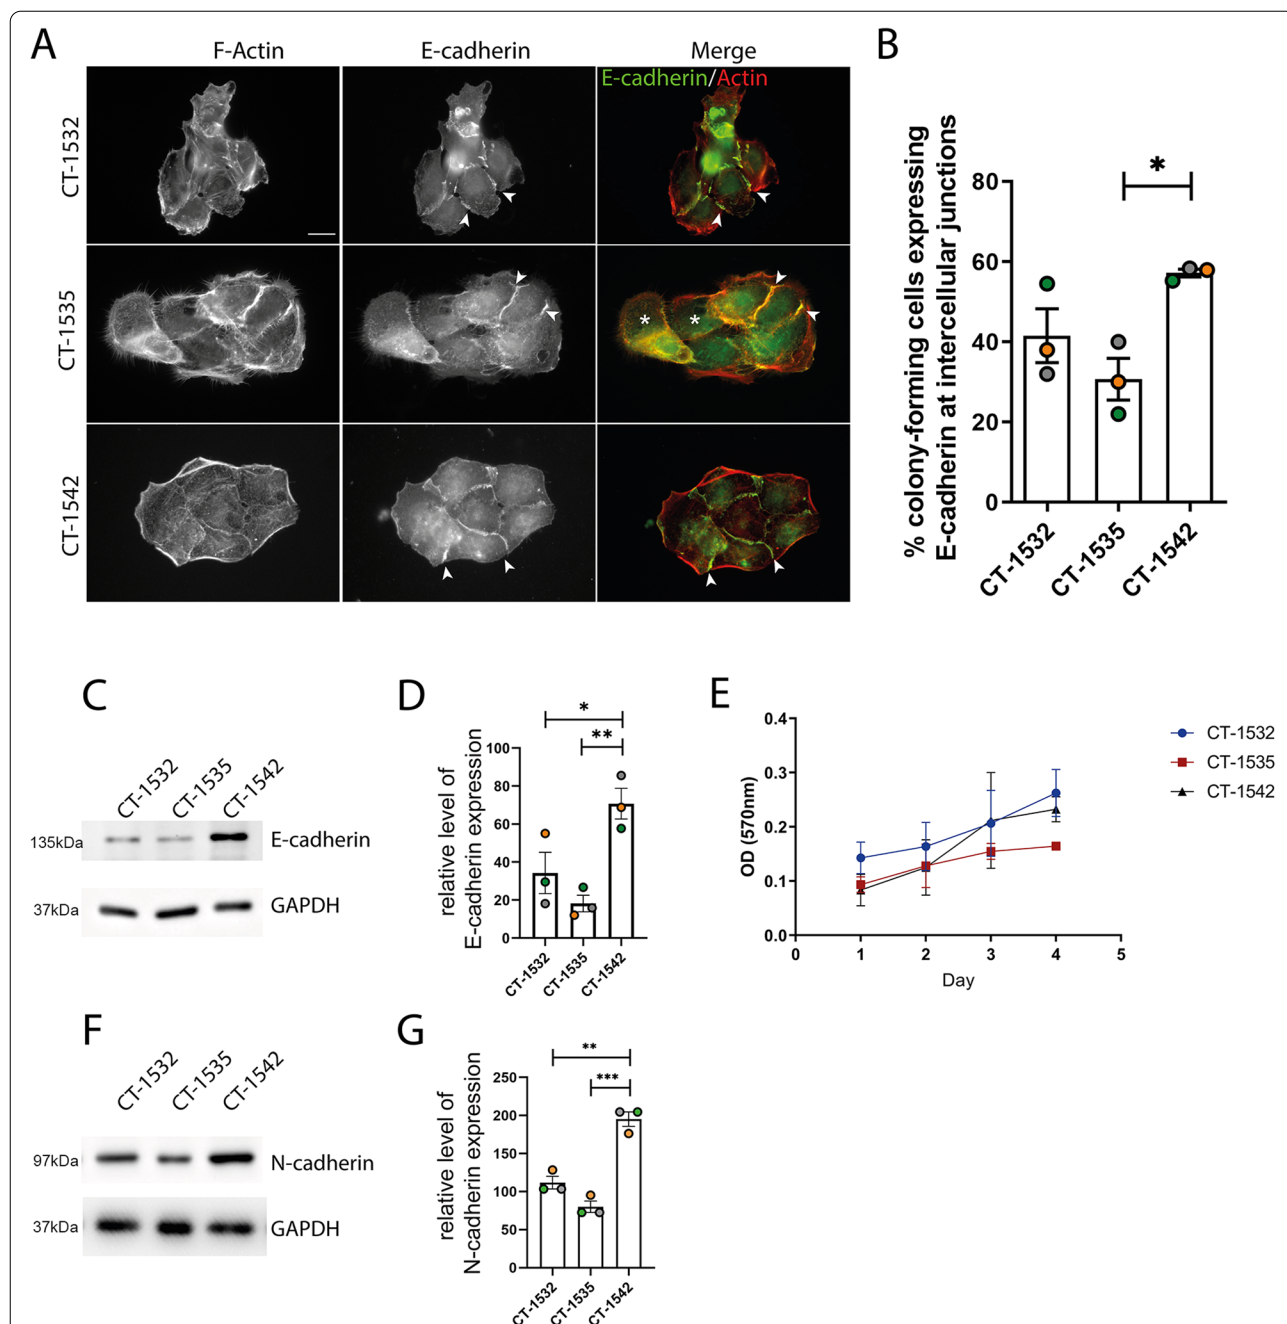 A
F-Actin
E-cadherin
Merge
E-cadherin/Actin
CT-1532
CT-1535
CT-1542
* *
B
% colony-forming cells expressing
E-cadherin at intercellular junctions
*
80
60
40
20
0
CT-1532
CT-1535
CT-1542
C
CT-1532
CT-1535
CT-1542
135kDa
E-cadherin
37kDa
GAPDH
D
relative level of
E-cadherin expression
*
**
100
80
60
40
20
0
CT-1532
CT-1535
CT-1542
E
OD (570nm)
0.4
0.3
0.2
0.1
0.0
0 1 2 3 4 5
Day
CT-1532
CT-1535
CT-1542
F
CT-1532
CT-1535
CT-1542
97kDa
N-cadherin
37kDa
GAPDH
G
relative level of
N-cadherin expression
**
***
250
200
150
100
50
0
CT-1532
CT-1535
CT-1542